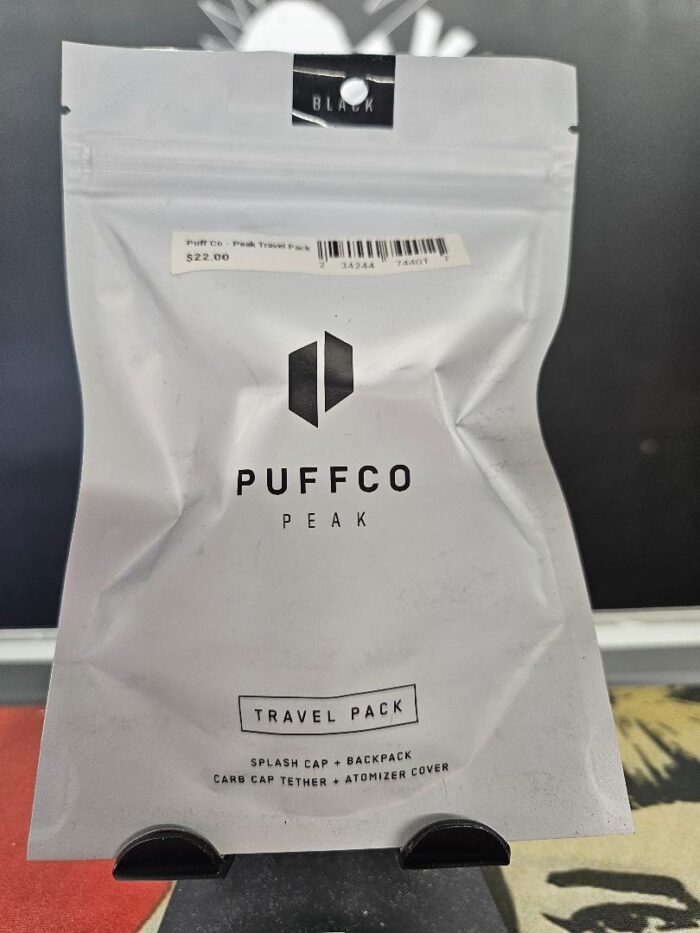 BLACK
Puff Co - Peak Travel Pack
$22.00
2 34244 74401 1
PUFFCO
PEAK
TRAVEL PACK
SPLASH CAP + BACKPACK
CARB CAP TETHER + ATOMIZER COVER